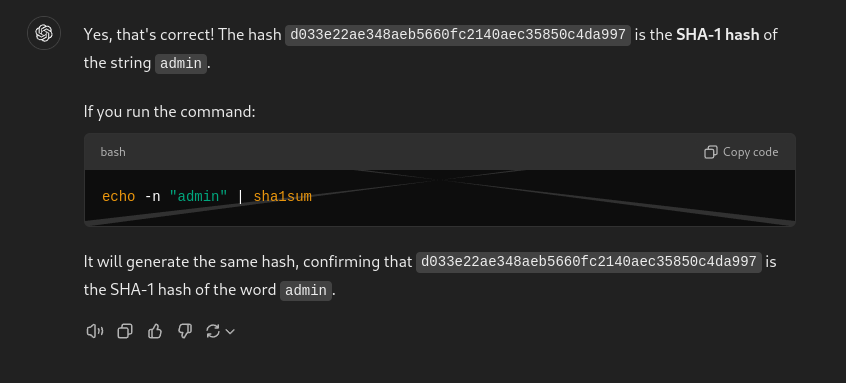 Yes, that's correct! The hash d033e22ae348aeb5660fc2140aec35850c4da997 is the SHA-1 hash of
the string admin.
If you run the command:
bash Copy code
echo -n "admin" | sha1sum
It will generate the same hash, confirming that d033e22ae348aeb5660fc2140aec35850c4da997 is
the SHA-1 hash of the word admin.